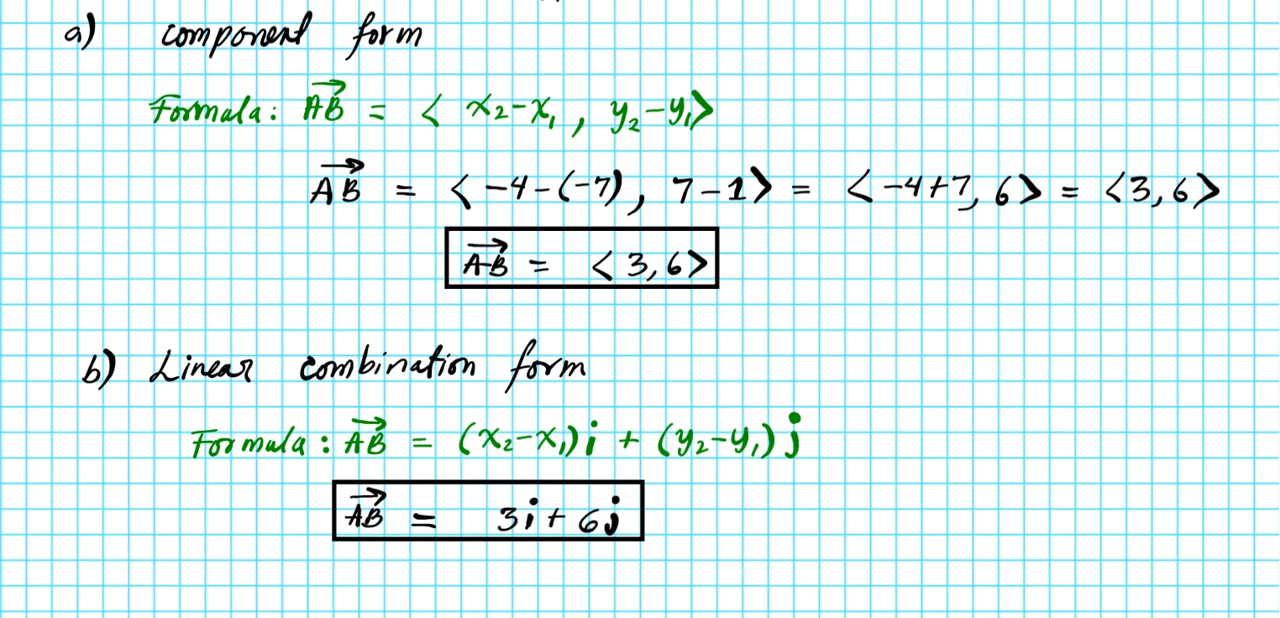 a) component form
Formula: AB⃗ = < x₂-x₁, y₂-y₁>
AB⃗ = < -4-(-7), 7-1> = < -4+7, 6> = <3,6>
AB⃗ = <3,6>
b) Linear combination form
Formula: AB⃗ = (x₂-x₁)i + (y₂-y₁)j
AB⃗ = 3i + 6j